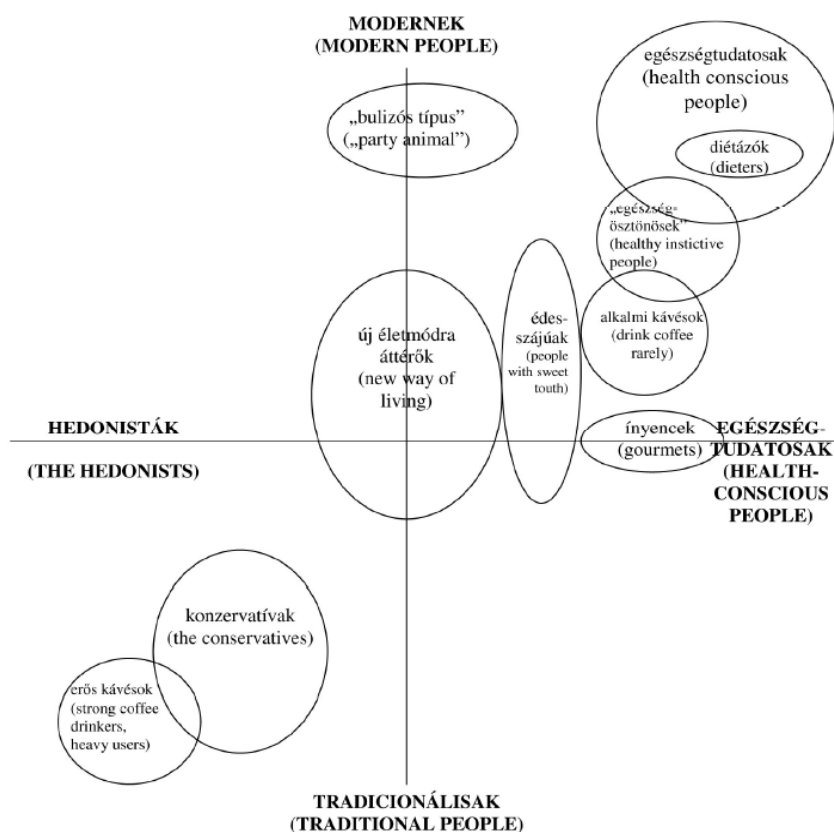 MODERNEK
(MODERN PEOPLE)
egészségtudatosak
(health conscious
people)
„bulizós típus”
(„party animal”)
diétázók
(dieters)
„egészség-
ösztönösek”
(healthy instictive
people)
új életmódra
áttérők
(new way of
living)
édes-
szájúak
(people
with sweet
touth)
alkalmi kávésok
(drink coffee
rarely)
HEDONISTÁK
(THE HEDONISTS)
ínyencek
(gourmets)
EGÉSZSÉG-
TUDATOSAK
(HEALTH-
CONSCIOUS
PEOPLE)
konzervatívak
(the conservatives)
erős kávésok
(strong coffee
drinkers,
heavy users)
TRADICIONÁLISAK
(TRADITIONAL PEOPLE)